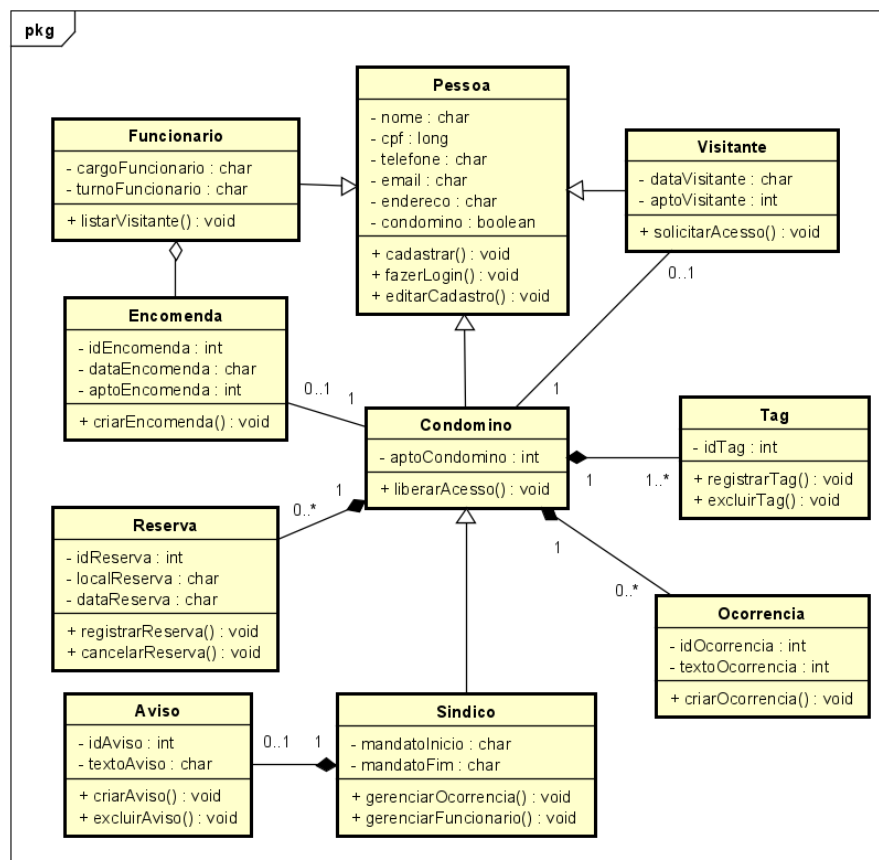 pkg
Pessoa
- nome : char
- cpf : long
- telefone : char
- email : char
- endereco : char
- condomino : boolean
+ cadastrar() : void
+ fazerLogin() : void
+ editarCadastro() : void
Funcionario
- cargoFuncionario : char
- turnoFuncionario : char
+ listarVisitante() : void
Visitante
- dataVisitante : char
- aptoVisitante : int
+ solicitarAcesso() : void
0..1
1
Encomenda
- idEncomenda : int
- dataEncomenda : char
- aptoEncomenda : int
+ criarEncomenda() : void
0..1
1
Condomino
- aptoCondomino : int
+ liberarAcesso() : void
Tag
- idTag : int
+ registrarTag() : void
+ excluirTag() : void
1
1..*
Reserva
- idReserva : int
- localReserva : char
- dataReserva : char
+ registrarReserva() : void
+ cancelarReserva() : void
0..*
1
1
0..*
Ocorrencia
- idOcorrencia : int
- textoOcorrencia : int
+ criarOcorrencia() : void
Aviso
- idAviso : int
- textoAviso : char
+ criarAviso() : void
+ excluirAviso() : void
0..1
1
Sindico
- mandatoInicio : char
- mandatoFim : char
+ gerenciarOcorrencia() : void
+ gerenciarFuncionario() : void